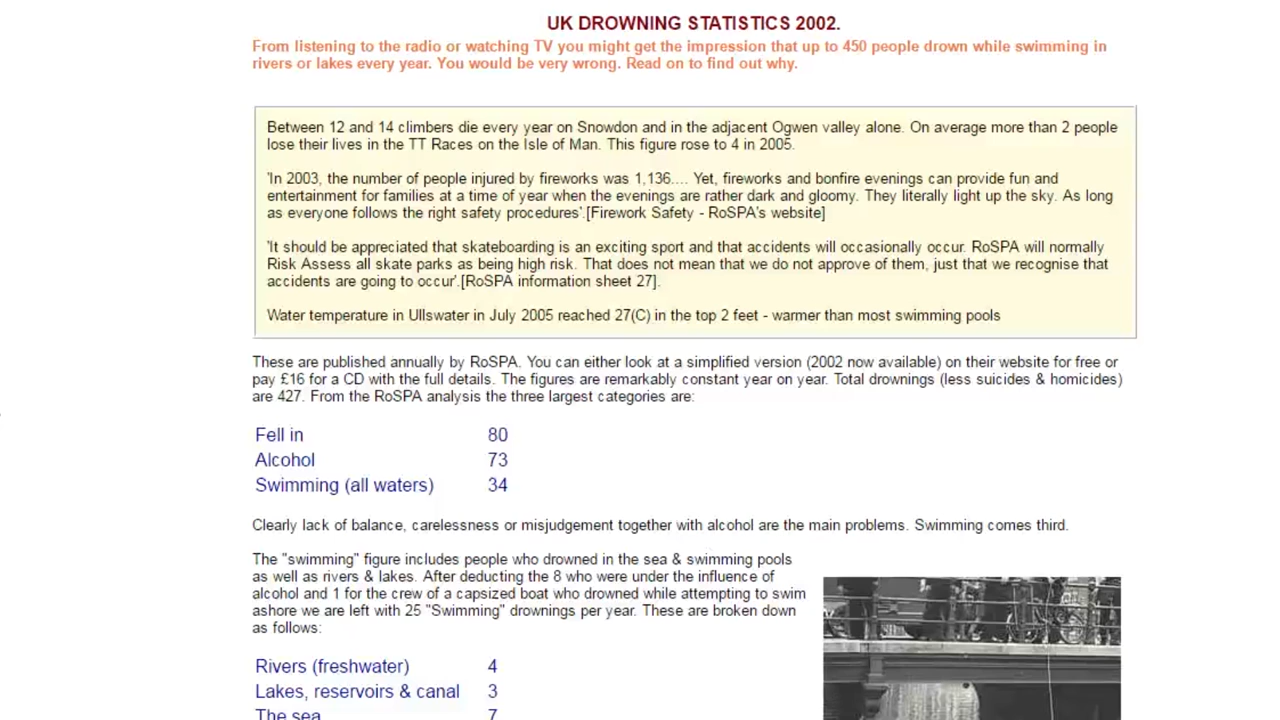 UK DROWNING STATISTICS 2002.
From listening to the radio or watching TV you might get the impression that up to 450 people drown while swimming in
rivers or lakes every year. You would be very wrong. Read on to find out why.
Between 12 and 14 climbers die every year on Snowdon and in the adjacent Ogwen valley alone. On average more than 2 people
lose their lives in the TT Races on the Isle of Man. This figure rose to 4 in 2005.
'In 2003, the number of people injured by fireworks was 1,136.... Yet, fireworks and bonfire evenings can provide fun and
entertainment for families at a time of year when the evenings are rather dark and gloomy. They literally light up the sky. As long
as everyone follows the right safety procedures'.[Firework Safety - RoSPA's website]
'It should be appreciated that skateboarding is an exciting sport and that accidents will occasionally occur. RoSPA will normally
Risk Assess all skate parks as being high risk. That does not mean that we do not approve of them, just that we recognise that
accidents are going to occur'.[RoSPA information sheet 27].
Water temperature in Ullswater in July 2005 reached 27(C) in the top 2 feet - warmer than most swimming pools
These are published annually by RoSPA. You can either look at a simplified version (2002 now available) on their website for free or
pay £16 for a CD with the full details. The figures are remarkably constant year on year. Total drownings (less suicides & homicides)
are 427. From the RoSPA analysis the three largest categories are:
Fell in 80
Alcohol 73
Swimming (all waters) 34
Clearly lack of balance, carelessness or misjudgement together with alcohol are the main problems. Swimming comes third.
The "swimming" figure includes people who drowned in the sea & swimming pools
as well as rivers & lakes. After deducting the 8 who were under the influence of
alcohol and 1 for the crew of a capsized boat who drowned while attempting to swim
ashore we are left with 25 "Swimming" drownings per year. These are broken down
as follows:
Rivers (freshwater) 4
Lakes, reservoirs & canal 3
The sea 7